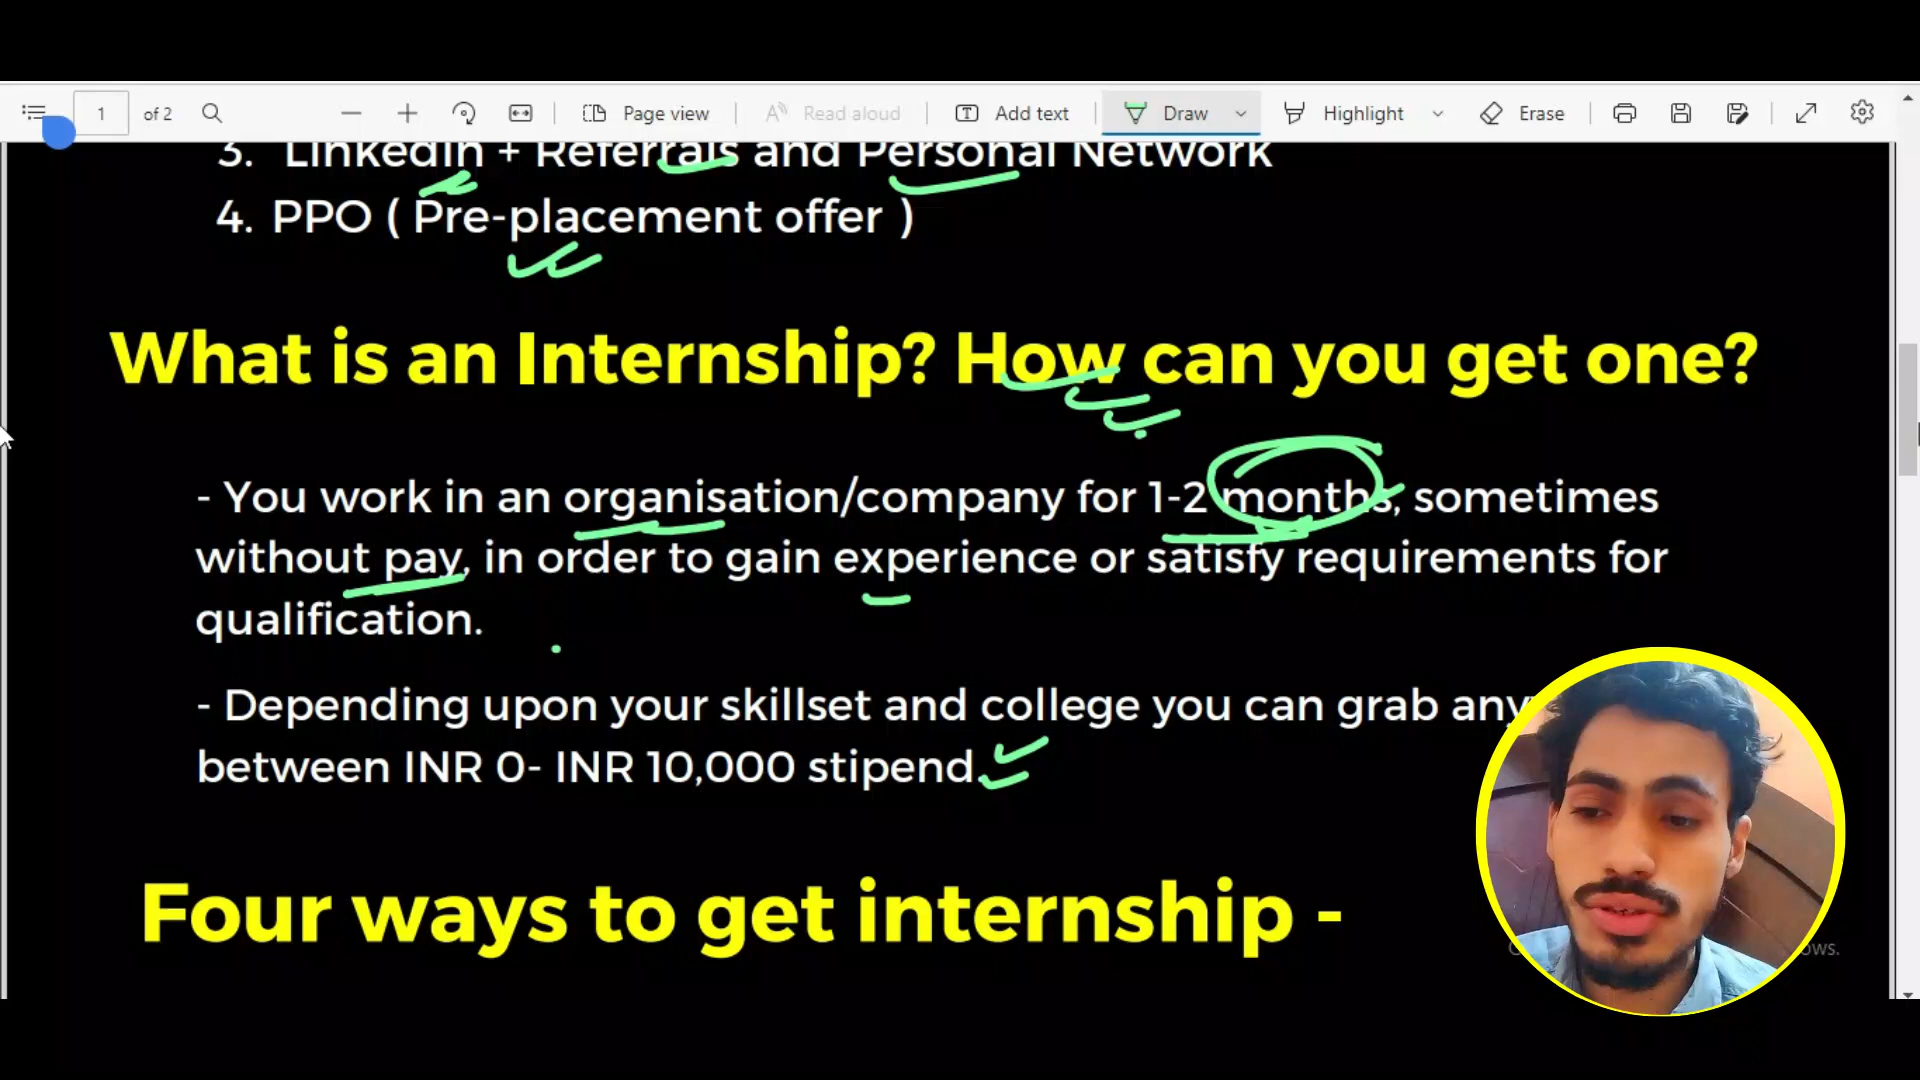 1 of 2 Page view Read aloud Add text Draw Highlight Erase
3. LinkedIn + Referrals and Personal Network
4. PPO ( Pre-placement offer )
What is an Internship? How can you get one?
- You work in an organisation/company for 1-2 months, sometimes
without pay, in order to gain experience or satisfy requirements for
qualification.
- Depending upon your skillset and college you can grab any
between INR 0- INR 10,000 stipend.
Four ways to get internship -